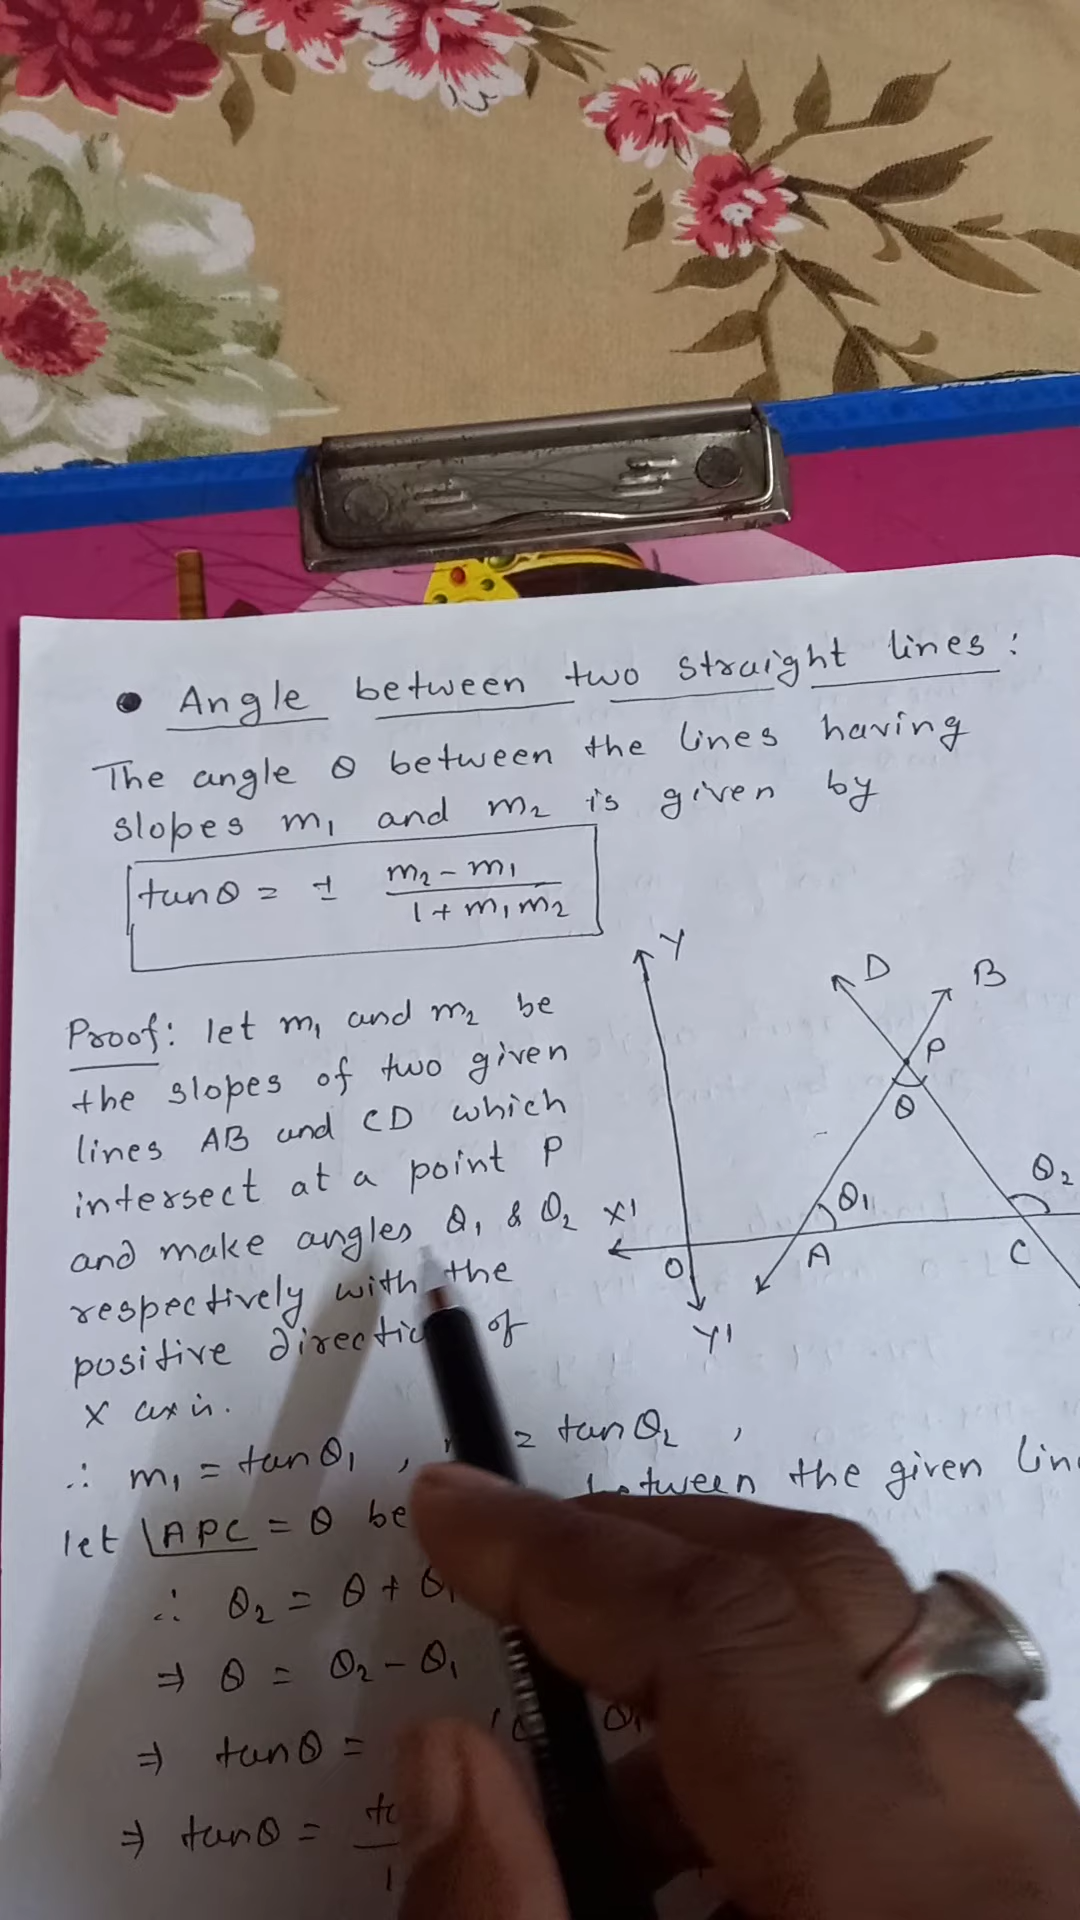 Angle between two straight lines:
The angle θ between the lines having
slopes m₁ and m₂ is given by
tanθ = ± (m₂ - m₁)/(1 + m₁m₂)
Proof: let m₁ and m₂ be
the slopes of two given
lines AB and CD which
intersect at a point P
and make angles θ₁ & θ₂
respectively with the
positive of
X axis.
∴ m₁ = tanθ₁, = tanθ₂,
let ∠APC = θ be the given
∴ θ₂ = θ + θ₁
⇒ θ = θ₂ - θ₁
⇒ tanθ =
⇒ tanθ =
Y
D
B
P
θ
θ₁
θ₂
X'
O
A
C
Y'